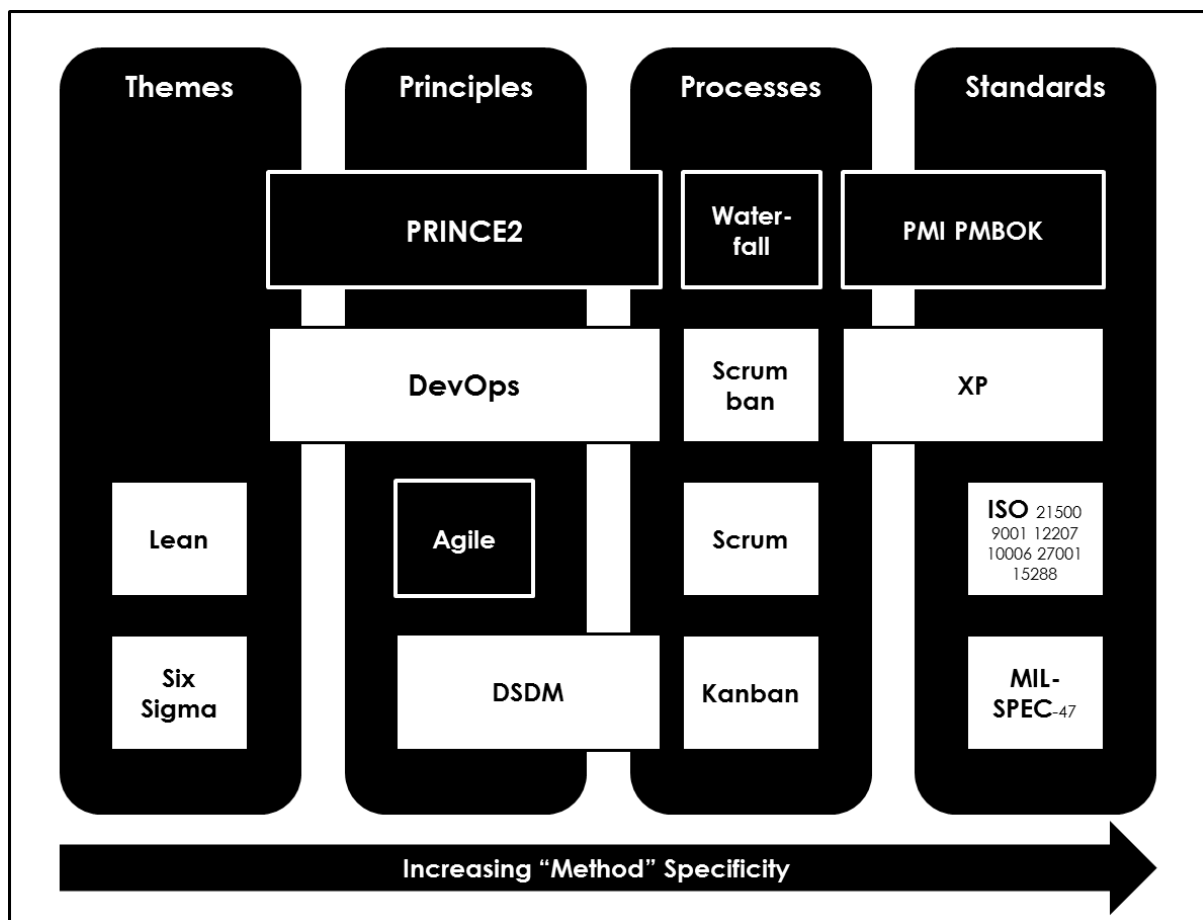 Themes
Principles
Processes
Standards
PRINCE2
Water-
fall
PMI PMBOK
DevOps
Scrum
ban
XP
Lean
Agile
Scrum
ISO 21500
9001 12207
10006 27001
15288
Six
Sigma
DSDM
Kanban
MIL-
SPEC-47
Increasing “Method” Specificity